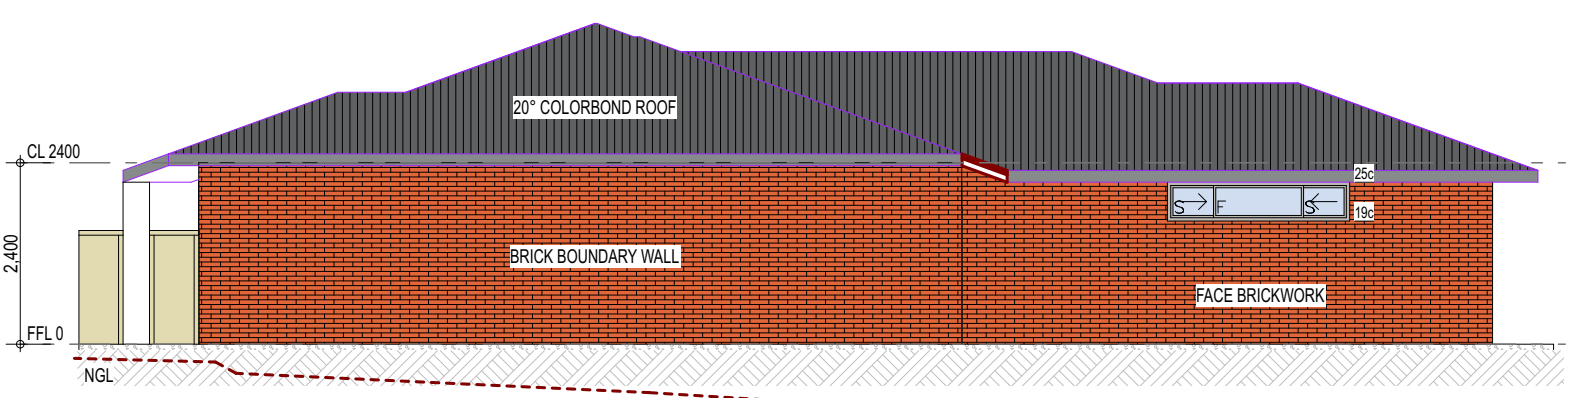 20° COLORBOND ROOF
CL 2400
25c
S F S
19c
2,400
BRICK BOUNDARY WALL
FACE BRICKWORK
FFL 0
NGL